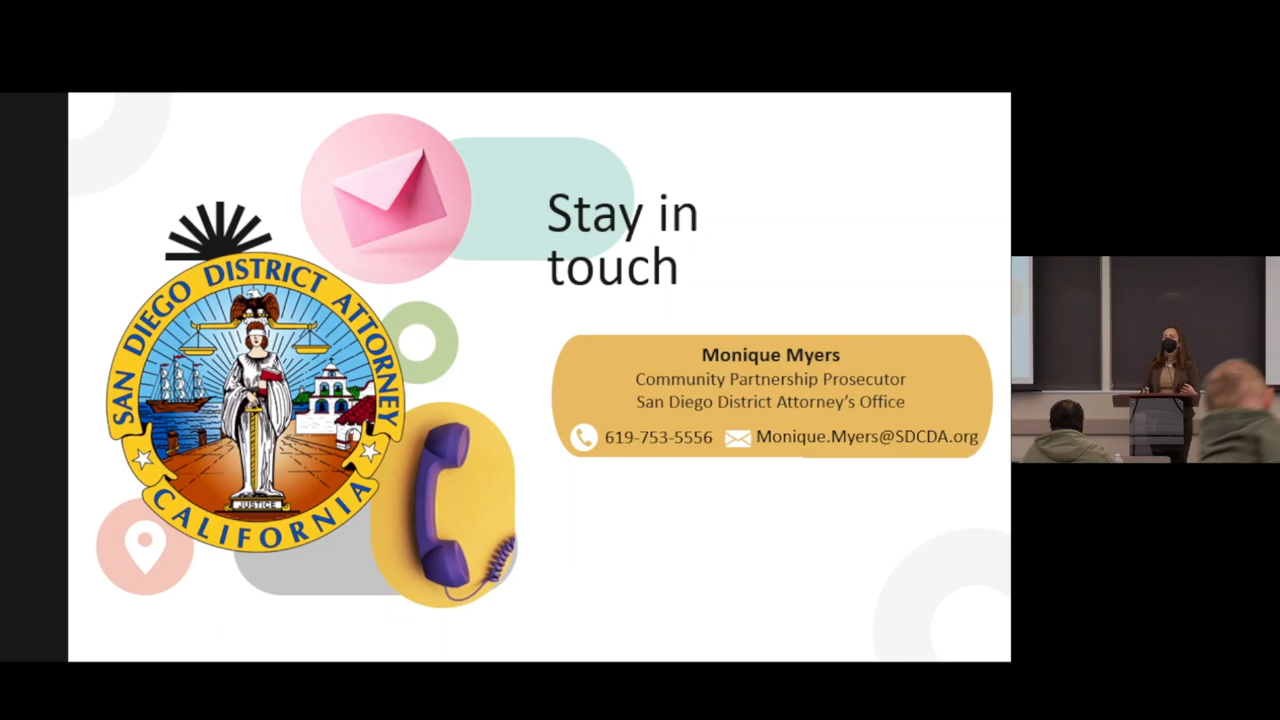 Stay in
touch
SAN DIEGO DISTRICT ATTORNEY
CALIFORNIA
JUSTICE
Monique Myers
Community Partnership Prosecutor
San Diego District Attorney's Office
619-753-5556 Monique.Myers@SDCDA.org